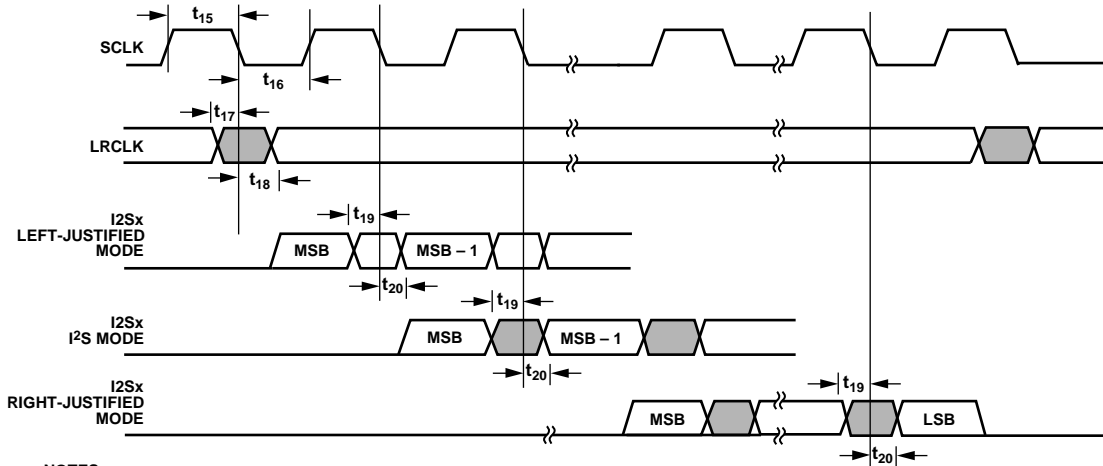 t15
SCLK
t16
t17
LRCLK
t18
I2Sx
LEFT-JUSTIFIED
MODE
t19
MSB
MSB – 1
t20
I2Sx
I2S MODE
t19
MSB
MSB – 1
t20
I2Sx
RIGHT-JUSTIFIED
MODE
t19
MSB
LSB
t20